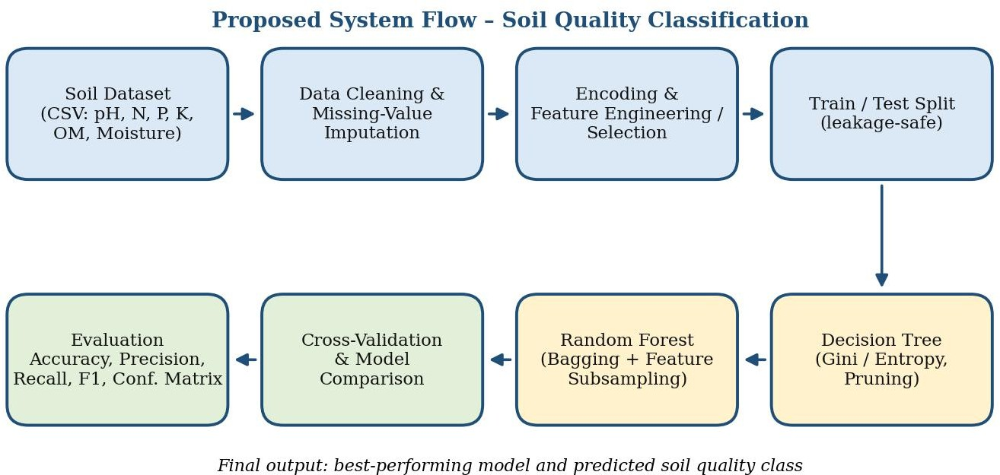 Proposed System Flow – Soil Quality Classification
Soil Dataset
(CSV: pH, N, P, K,
OM, Moisture)
Data Cleaning &
Missing-Value
Imputation
Encoding &
Feature Engineering /
Selection
Train / Test Split
(leakage-safe)
Decision Tree
(Gini / Entropy,
Pruning)
Random Forest
(Bagging + Feature
Subsampling)
Cross-Validation
& Model
Comparison
Evaluation
Accuracy, Precision,
Recall, F1, Conf. Matrix
Final output: best-performing model and predicted soil quality class